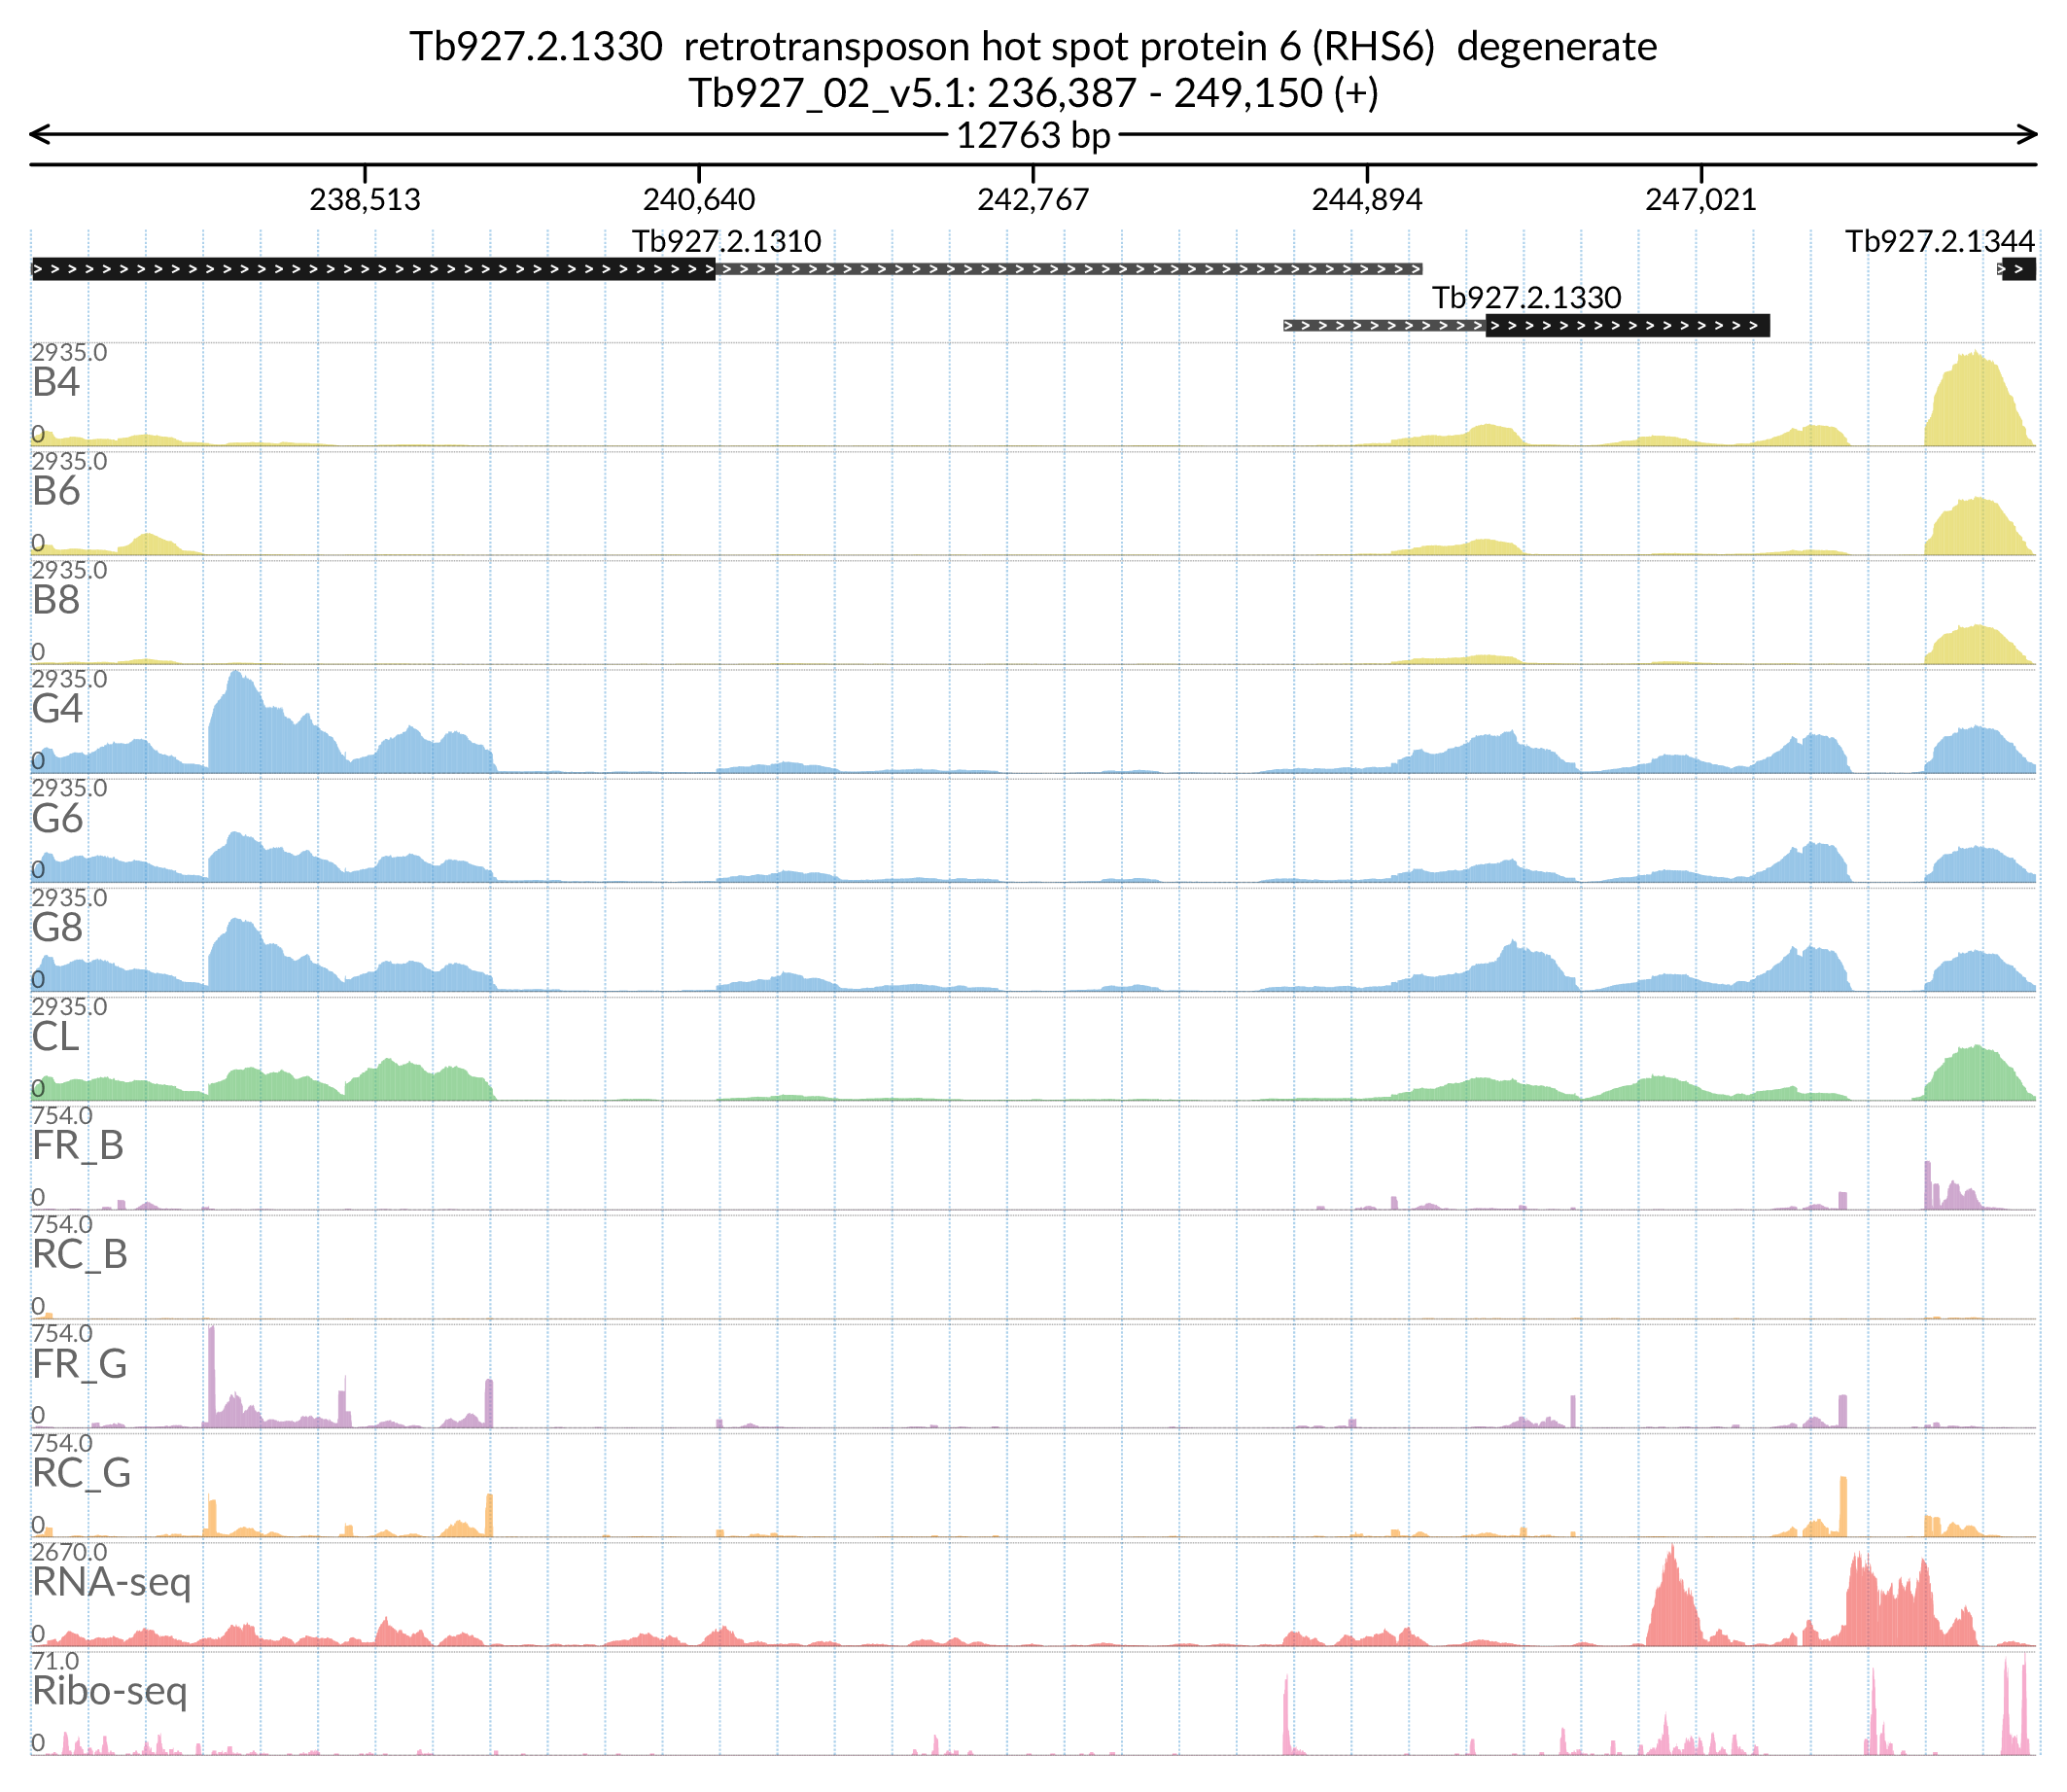 Tb927.2.1330  retrotransposon hot spot protein 6 (RHS6)  degenerate
Tb927_02_v5.1: 236,387 - 249,150 (+)
12763 bp
238,513 240,640 242,767 244,894 247,021
Tb927.2.1310 Tb927.2.1344
Tb927.2.1330
2935.0
B4
0
2935.0
B6
0
2935.0
B8
0
2935.0
G4
0
2935.0
G6
0
2935.0
G8
0
2935.0
CL
0
754.0
FR_B
0
754.0
RC_B
0
754.0
FR_G
0
754.0
RC_G
0
2670.0
RNA-seq
0
71.0
Ribo-seq
0